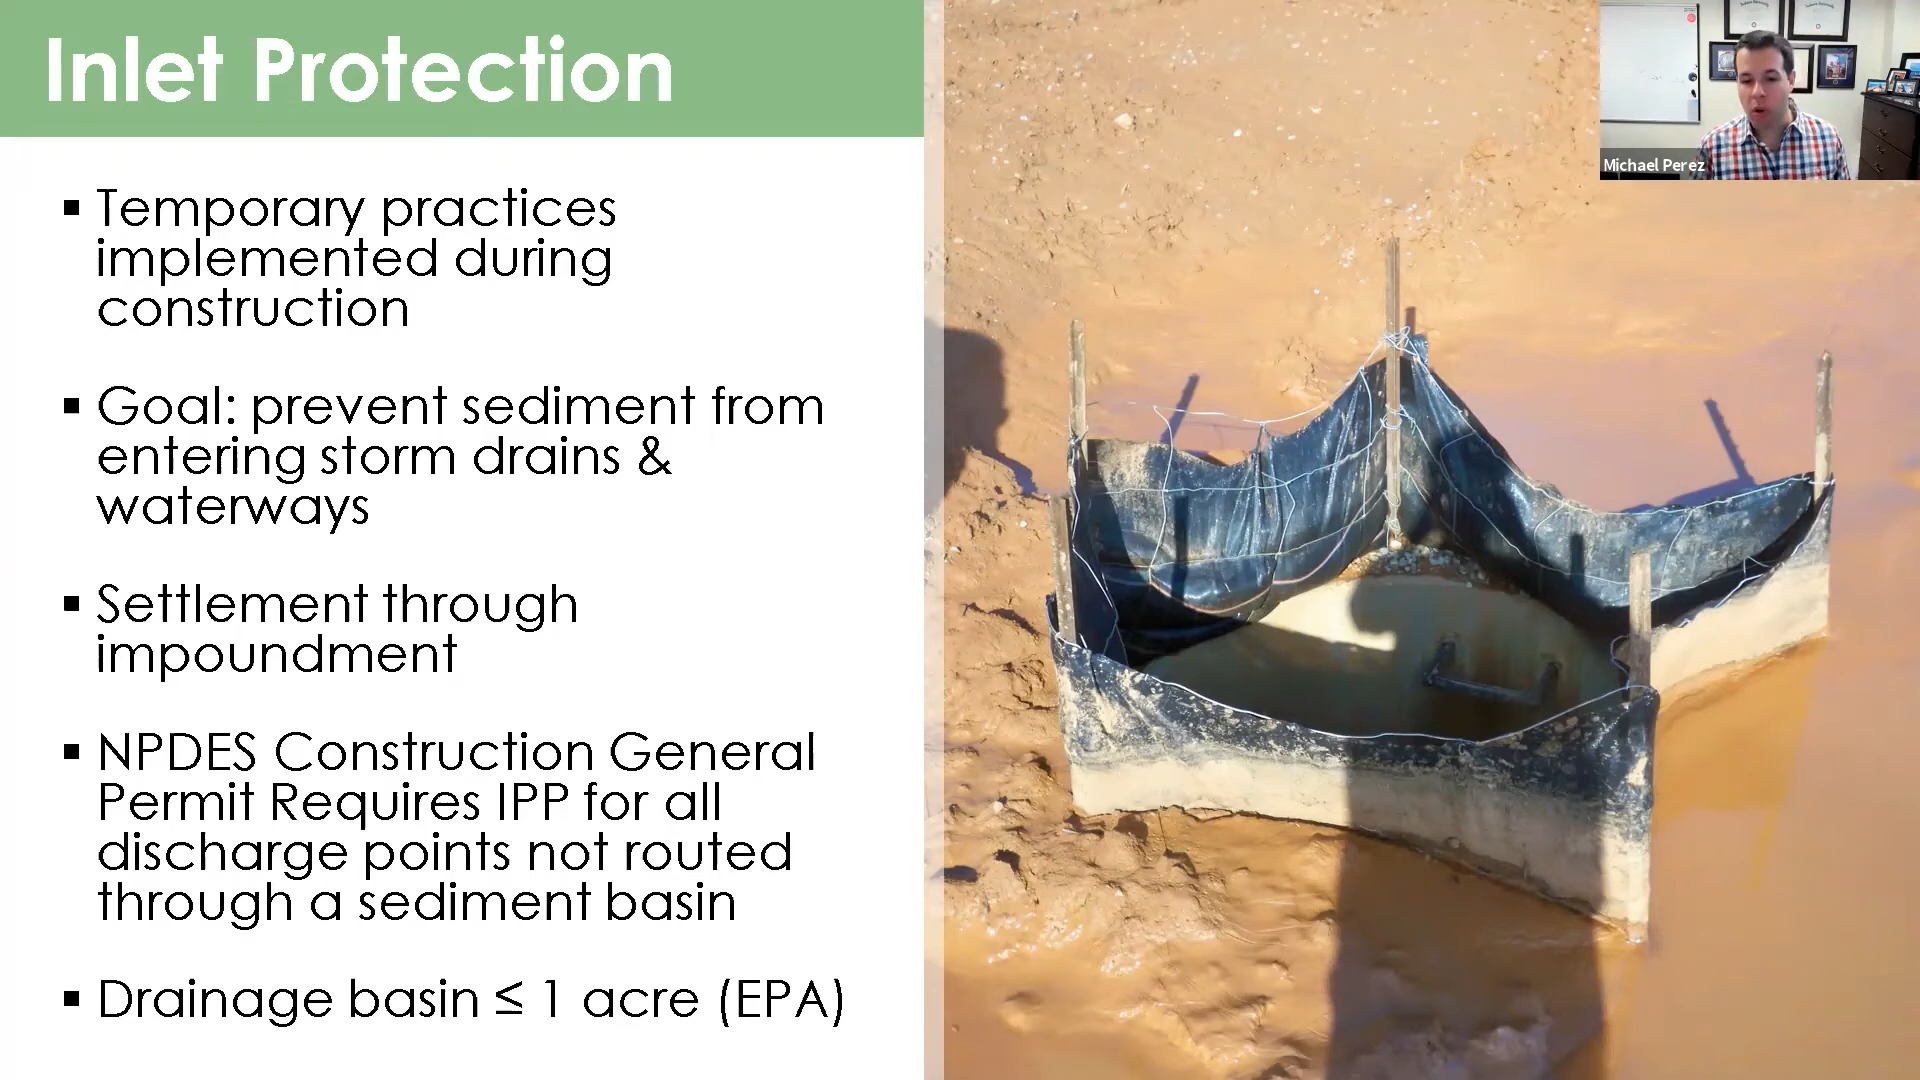 Inlet Protection
Michael Perez
▪ Temporary practices
implemented during
construction
▪ Goal: prevent sediment from
entering storm drains &
waterways
▪ Settlement through
impoundment
▪ NPDES Construction General
Permit Requires IPP for all
discharge points not routed
through a sediment basin
▪ Drainage basin ≤ 1 acre (EPA)